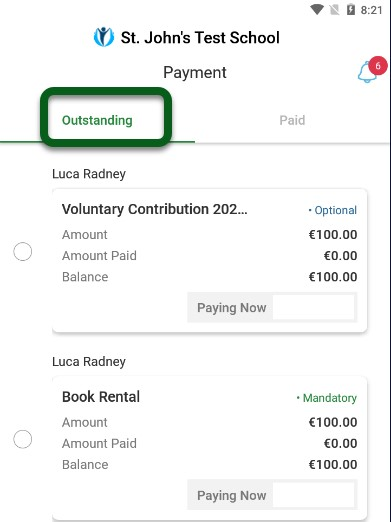 8:21
St. John's Test School
Payment
6
Outstanding
Paid
Luca Radney
Voluntary Contribution 202...
• Optional
Amount €100.00
Amount Paid €0.00
Balance €100.00
Paying Now
Luca Radney
Book Rental
• Mandatory
Amount €100.00
Amount Paid €0.00
Balance €100.00
Paying Now